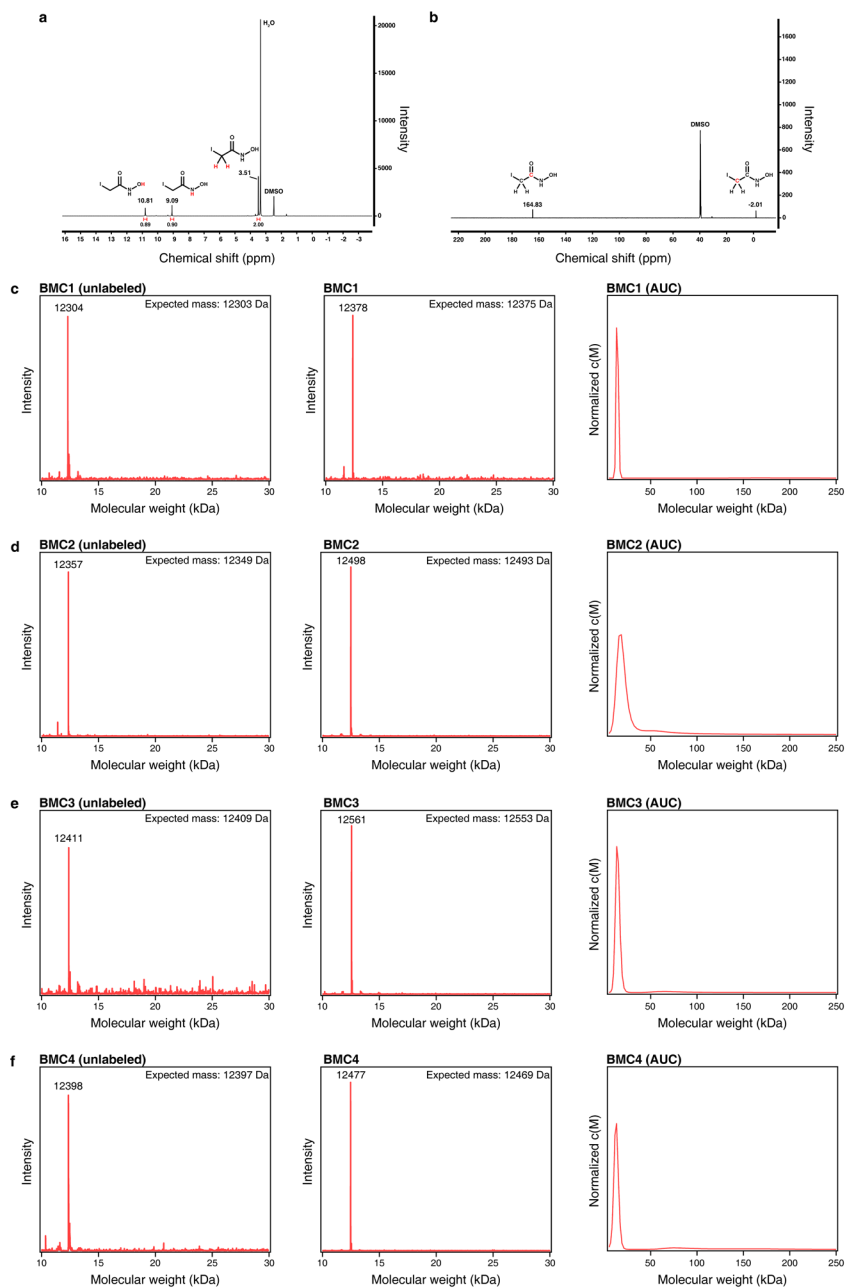 a
H2O
20000
15000
10000
5000
0
Intensity
I
O
NH
OH
H H
3.51
I
O
NH
OH
10.81
0.89
I
O
NH
OH
9.09
0.90
DMSO
2.00
16 15 14 13 12 11 10 9 8 7 6 5 4 3 2 1 0 -1 -2 -3
Chemical shift (ppm)
b
1600
1400
1200
1000
800
600
400
200
0
Intensity
DMSO
I
C
C
O
NH
OH
H H
164.83
I
C
C
O
NH
OH
H H
-2.01
220 200 180 160 140 120 100 80 60 40 20 0
Chemical shift (ppm)
c
BMC1 (unlabeled)
12304
Expected mass: 12303 Da
Intensity
10 15 20 25 30
Molecular weight (kDa)
BMC1
12378
Expected mass: 12375 Da
Intensity
10 15 20 25 30
Molecular weight (kDa)
BMC1 (AUC)
Normalized c(M)
50 100 150 200 250
Molecular weight (kDa)
d
BMC2 (unlabeled)
12357
Expected mass: 12349 Da
Intensity
10 15 20 25 30
Molecular weight (kDa)
BMC2
12498
Expected mass: 12493 Da
Intensity
10 15 20 25 30
Molecular weight (kDa)
BMC2 (AUC)
Normalized c(M)
50 100 150 200 250
Molecular weight (kDa)
e
BMC3 (unlabeled)
12411
Expected mass: 12409 Da
Intensity
10 15 20 25 30
Molecular weight (kDa)
BMC3
12561
Expected mass: 12553 Da
Intensity
10 15 20 25 30
Molecular weight (kDa)
BMC3 (AUC)
Normalized c(M)
50 100 150 200 250
Molecular weight (kDa)
f
BMC4 (unlabeled)
12398
Expected mass: 12397 Da
Intensity
10 15 20 25 30
Molecular weight (kDa)
BMC4
12477
Expected mass: 12469 Da
Intensity
10 15 20 25 30
Molecular weight (kDa)
BMC4 (AUC)
Normalized c(M)
50 100 150 200 250
Molecular weight (kDa)